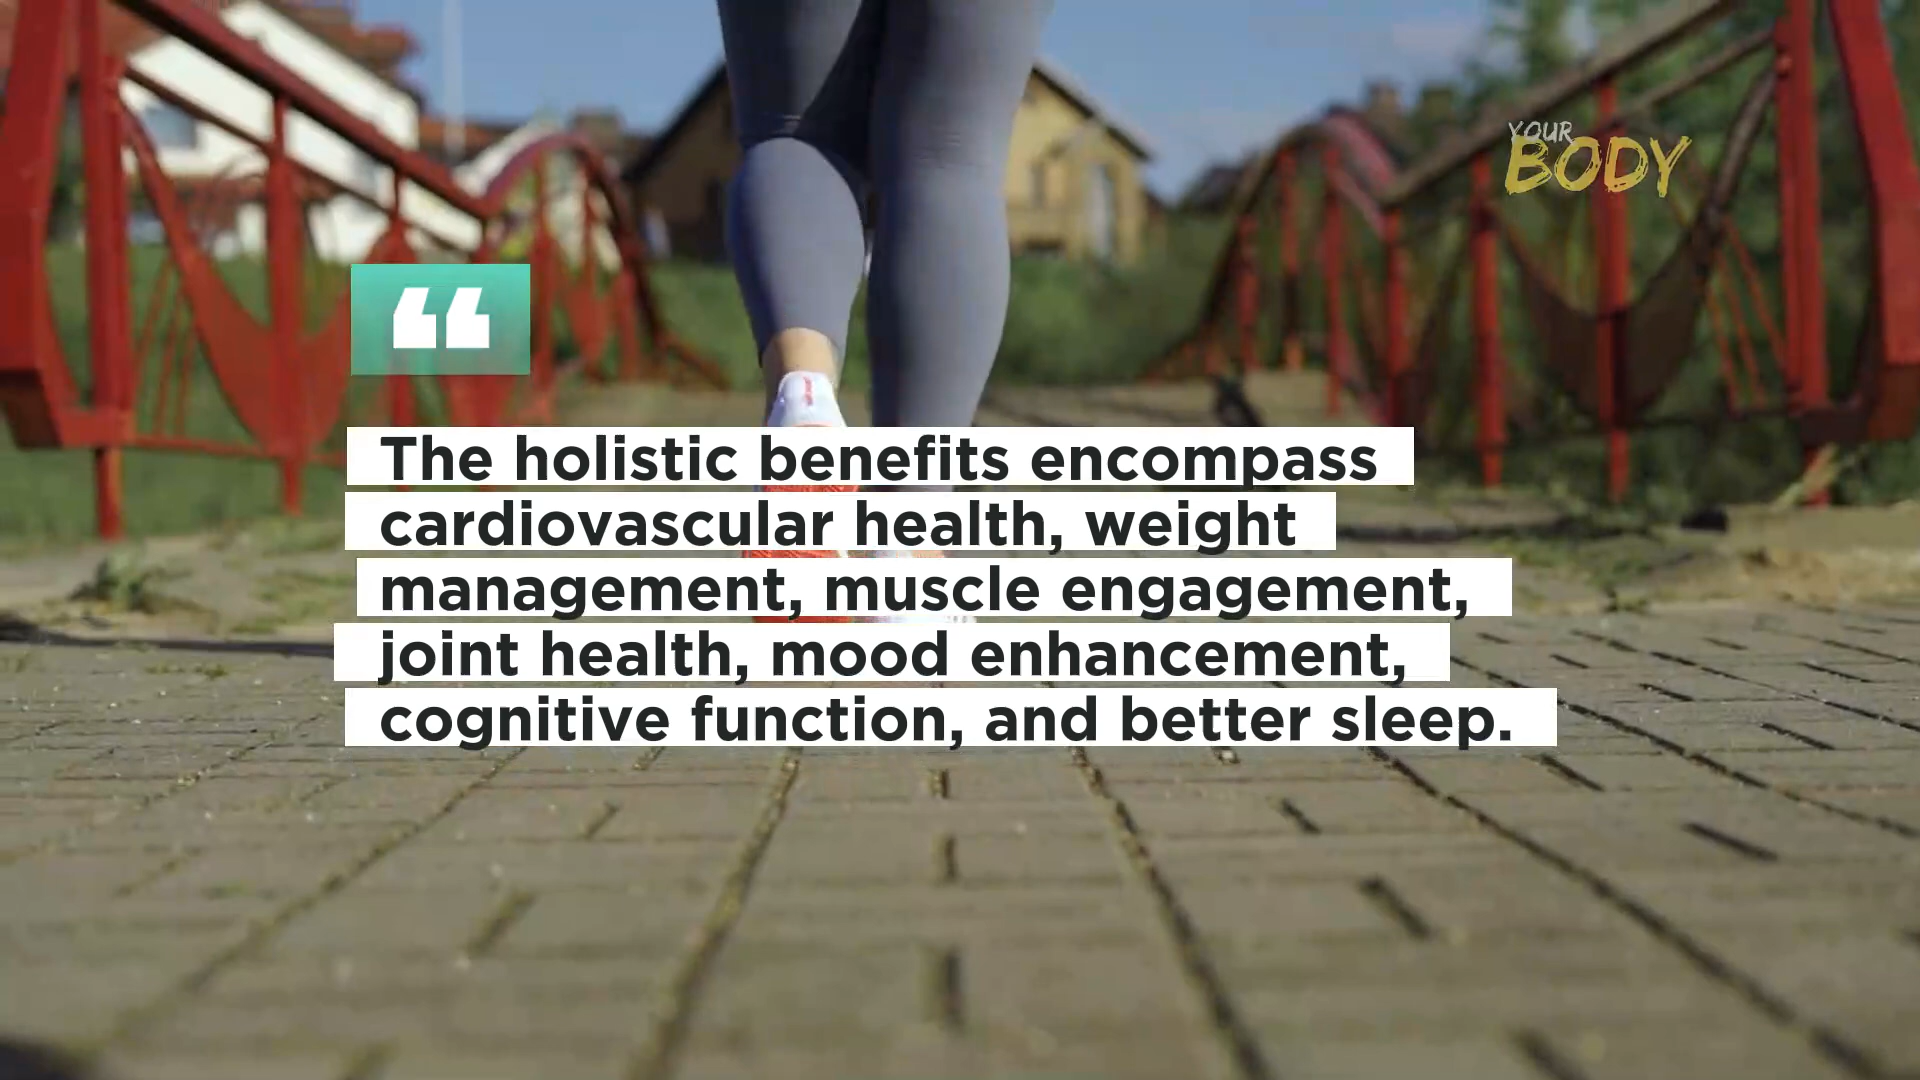 YOUR
BODY
❝
The holistic benefits encompass
cardiovascular health, weight
management, muscle engagement,
joint health, mood enhancement,
cognitive function, and better sleep.